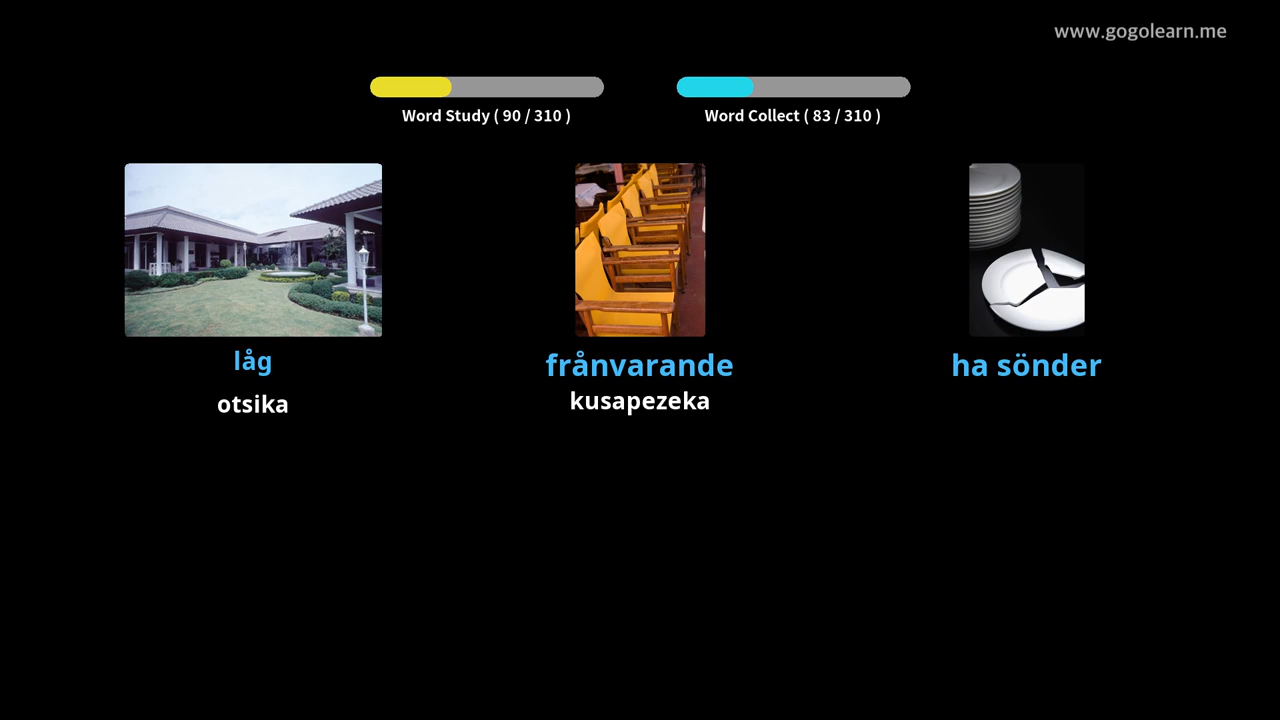 www.gogolearn.me
Word Study ( 90 / 310 )
Word Collect ( 83 / 310 )
låg
frånvarande
ha sönder
otsika
kusapezeka